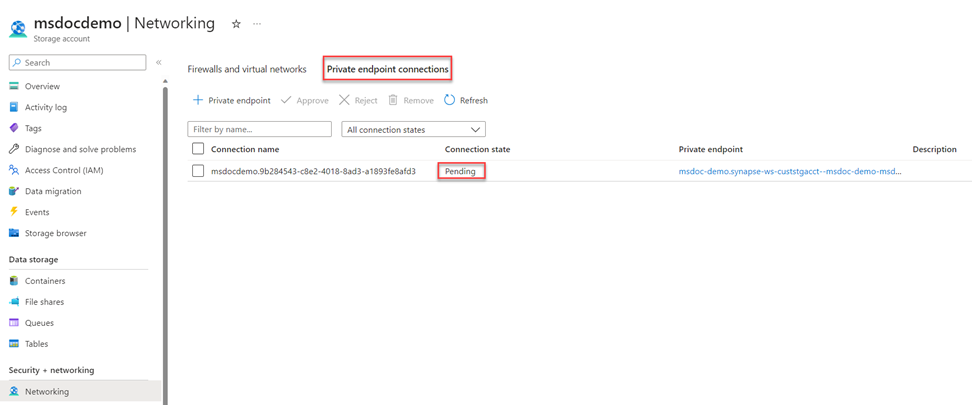 msdocdemo | Networking
Storage account
Search
Firewalls and virtual networks Private endpoint connections
Overview
Activity log
Tags
Diagnose and solve problems
Access Control (IAM)
Data migration
Events
Storage browser
Data storage
Containers
File shares
Queues
Tables
Security + networking
Networking
Private endpoint Approve Reject Remove Refresh
Filter by name... All connection states
Connection name Connection state Private endpoint Description
msdocdemo.9b284543-c8e2-4018-8ad3-a1893fe8afd3 Pending msdoc-demo.synapse-ws-custstgacct--msdoc-demo-msd...